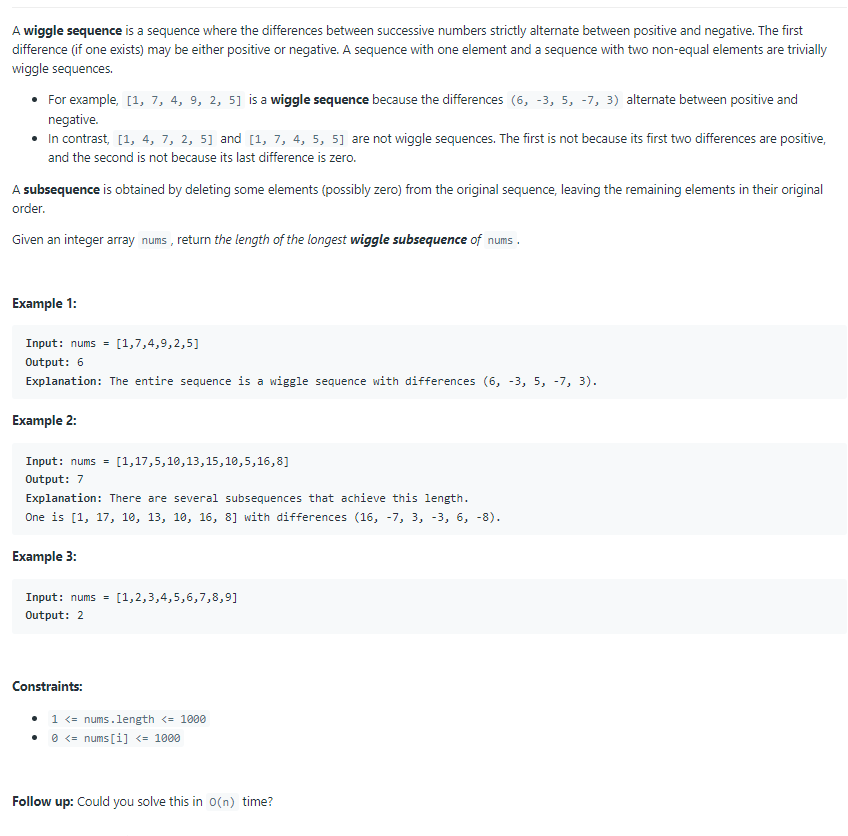 A wiggle sequence is a sequence where the differences between successive numbers strictly alternate between positive and negative. The first
difference (if one exists) may be either positive or negative. A sequence with one element and a sequence with two non-equal elements are trivially
wiggle sequences.
• For example, [1, 7, 4, 9, 2, 5] is a wiggle sequence because the differences (6, -3, 5, -7, 3) alternate between positive and
negative.
• In contrast, [1, 4, 7, 2, 5] and [1, 7, 4, 5, 5] are not wiggle sequences. The first is not because its first two differences are positive,
and the second is not because its last difference is zero.
A subsequence is obtained by deleting some elements (possibly zero) from the original sequence, leaving the remaining elements in their original
order.
Given an integer array nums, return the length of the longest wiggle subsequence of nums.
Example 1:
Input: nums = [1,7,4,9,2,5]
Output: 6
Explanation: The entire sequence is a wiggle sequence with differences (6, -3, 5, -7, 3).
Example 2:
Input: nums = [1,17,5,10,13,15,10,5,16,8]
Output: 7
Explanation: There are several subsequences that achieve this length.
One is [1, 17, 10, 13, 10, 16, 8] with differences (16, -7, 3, -3, 6, -8).
Example 3:
Input: nums = [1,2,3,4,5,6,7,8,9]
Output: 2
Constraints:
• 1 <= nums.length <= 1000
• 0 <= nums[i] <= 1000
Follow up: Could you solve this in O(n) time?